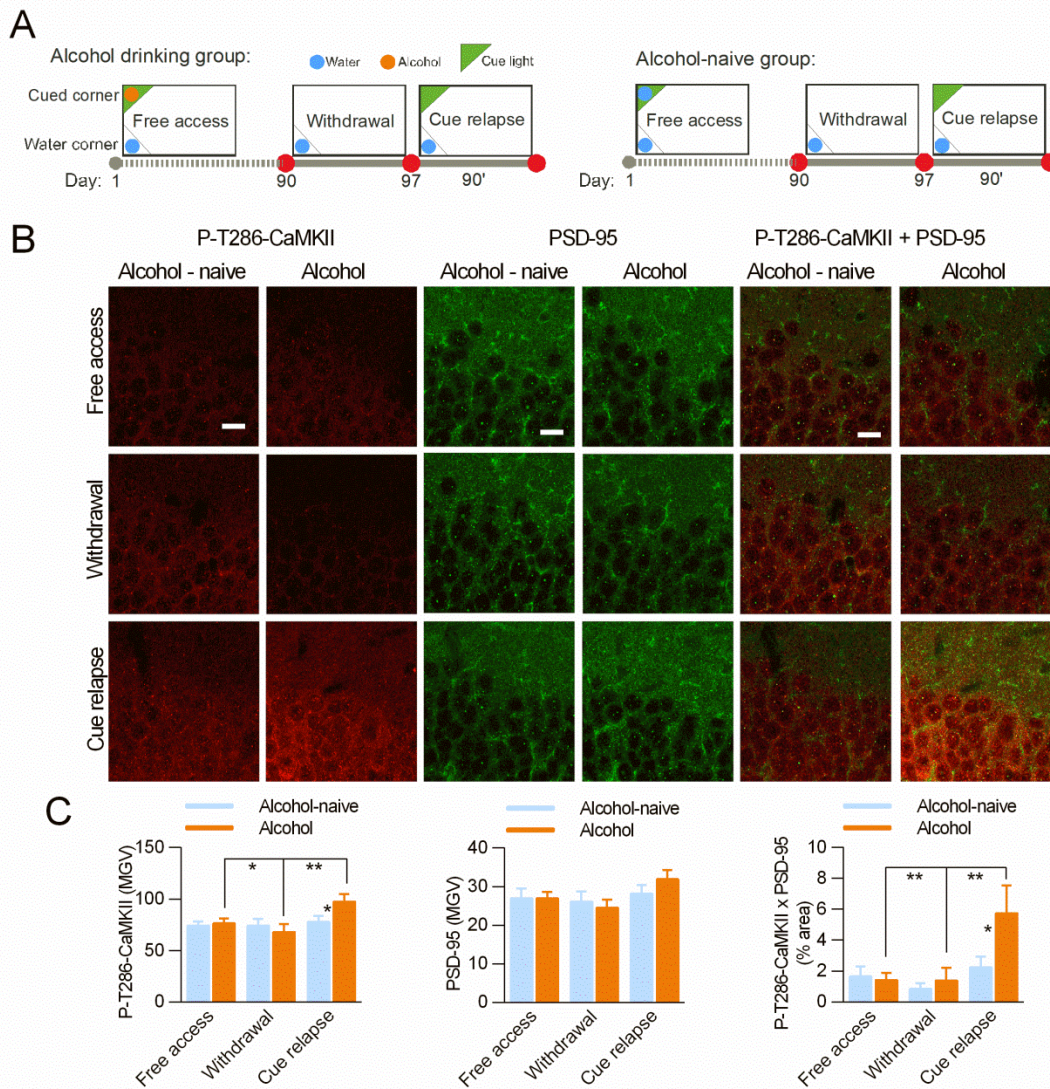 A
Alcohol drinking group:
Water
Alcohol
Cue light
Alcohol-naive group:
Cued corner
Water corner
Free access
Withdrawal
Cue relapse
Free access
Withdrawal
Cue relapse
Day:
1
90
97
90'
Day:
1
90
97
90'
B
P-T286-CaMKII
PSD-95
P-T286-CaMKII + PSD-95
Alcohol - naive
Alcohol
Alcohol - naive
Alcohol
Alcohol - naive
Alcohol
Free access
Withdrawal
Cue relapse
C
Alcohol-naive
Alcohol
P-T286-CaMKII (MGV)
150
100
50
0
*
**
*
Free access
Withdrawal
Cue relapse
Alcohol-naive
Alcohol
PSD-95 (MGV)
40
30
20
10
0
Free access
Withdrawal
Cue relapse
Alcohol-naive
Alcohol
P-T286-CaMKII x PSD-95
(% area)
10
8
6
4
2
0
**
**
*
Free access
Withdrawal
Cue relapse